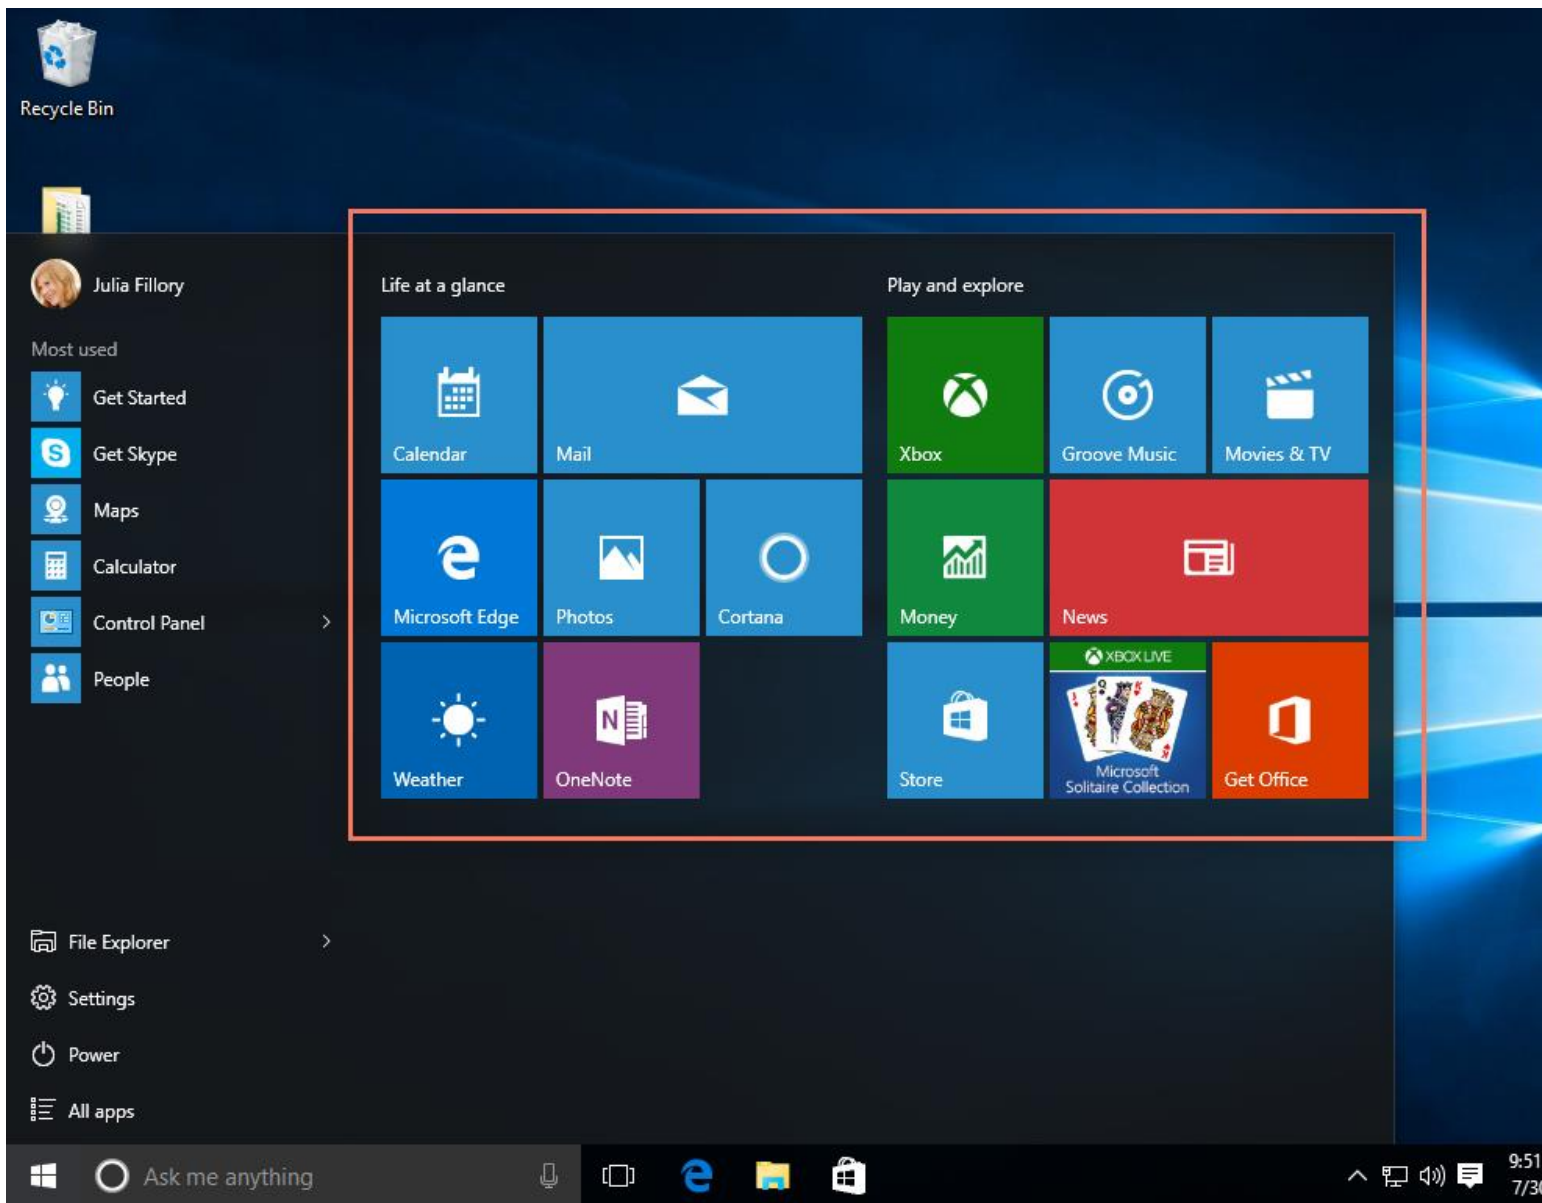 Recycle Bin
Julia Fillory
Most used
Get Started
Get Skype
Maps
Calculator
Control Panel
People
File Explorer
Settings
Power
All apps
Life at a glance
Calendar
Mail
Microsoft Edge
Photos
Cortana
Weather
OneNote
Play and explore
Xbox
Groove Music
Movies & TV
Money
News
Store
XBOX LIVE
Microsoft
Solitaire Collection
Get Office
Ask me anything
9:51
7/30